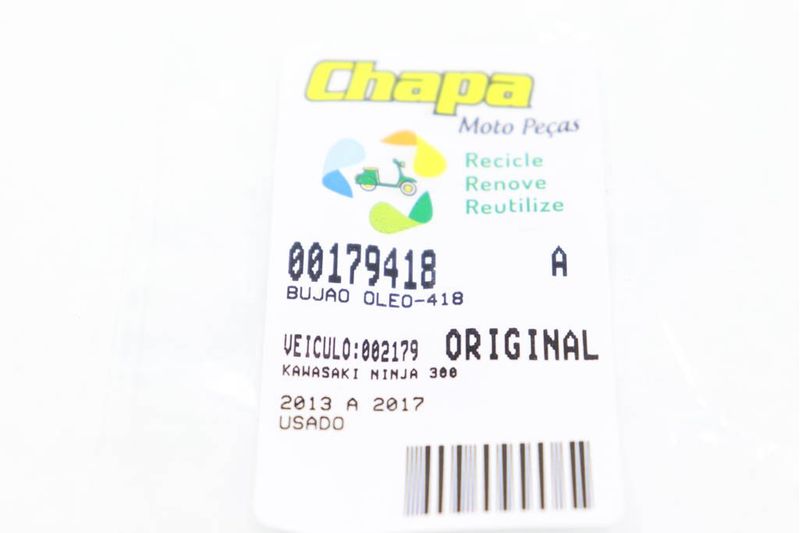 Chapa
Moto Peças
Recicle
Renove
Reutilize
00179418 A
BUJAO OLEO-418
VEICULO:002179 ORIGINAL
KAWASAKI NINJA 300
2013 A 2017
USADO